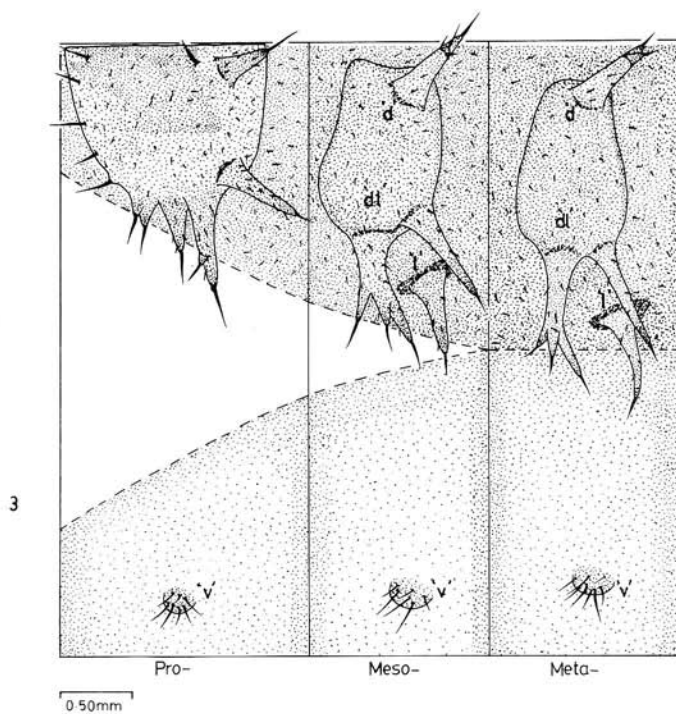 'd'
'd'
'dl'
'dl'
'l'
'l'
3
'v'
'v'
'v'
Pro-
Meso-
Meta-
0·50mm